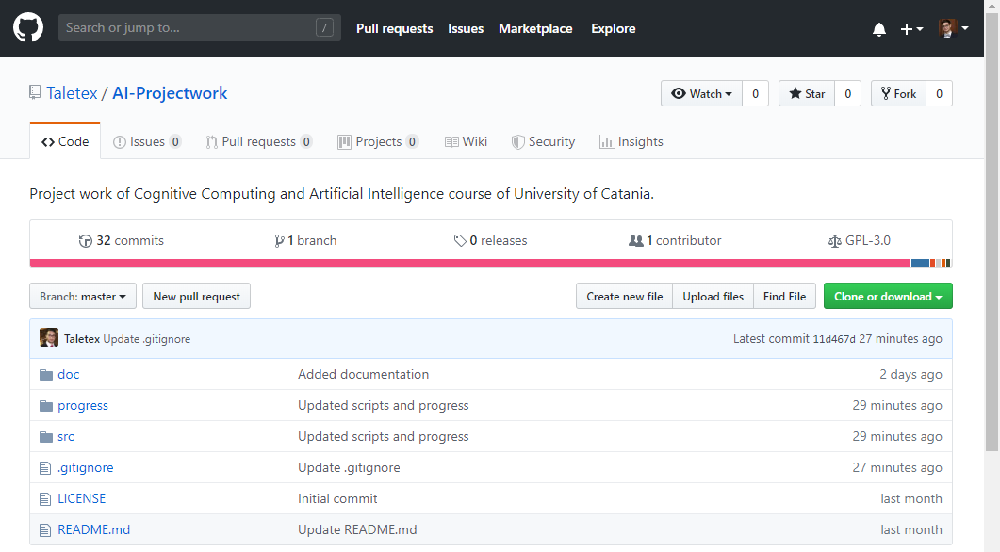 Search or jump to... / Pull requests Issues Marketplace Explore
Taletex / AI-Projectwork Watch 0 Star 0 Fork 0
Code Issues 0 Pull requests 0 Projects 0 Wiki Security Insights
Project work of Cognitive Computing and Artificial Intelligence course of University of Catania.
32 commits 1 branch 0 releases 1 contributor GPL-3.0
Branch: master New pull request Create new file Upload files Find File Clone or download
Taletex Update .gitignore Latest commit 11d467d 27 minutes ago
doc Added documentation 2 days ago
progress Updated scripts and progress 29 minutes ago
src Updated scripts and progress 29 minutes ago
.gitignore Update .gitignore 27 minutes ago
LICENSE Initial commit last month
README.md Update README.md last month